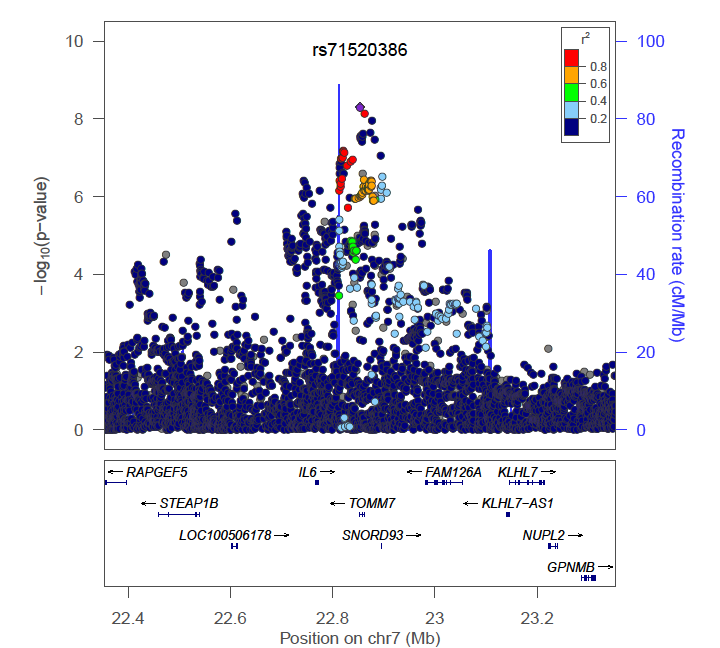 rs71520386
r2
0.8
0.6
0.4
0.2
10
8
6
4
2
0
−log10(p−value)
100
80
60
40
20
0
Recombination rate (cM/Mb)
RAPGEF5
IL6
FAM126A
KLHL7
STEAP1B
TOMM7
KLHL7−AS1
LOC100506178
SNORD93
NUPL2
GPNMB
22.4
22.6
22.8
23
23.2
Position on chr7 (Mb)